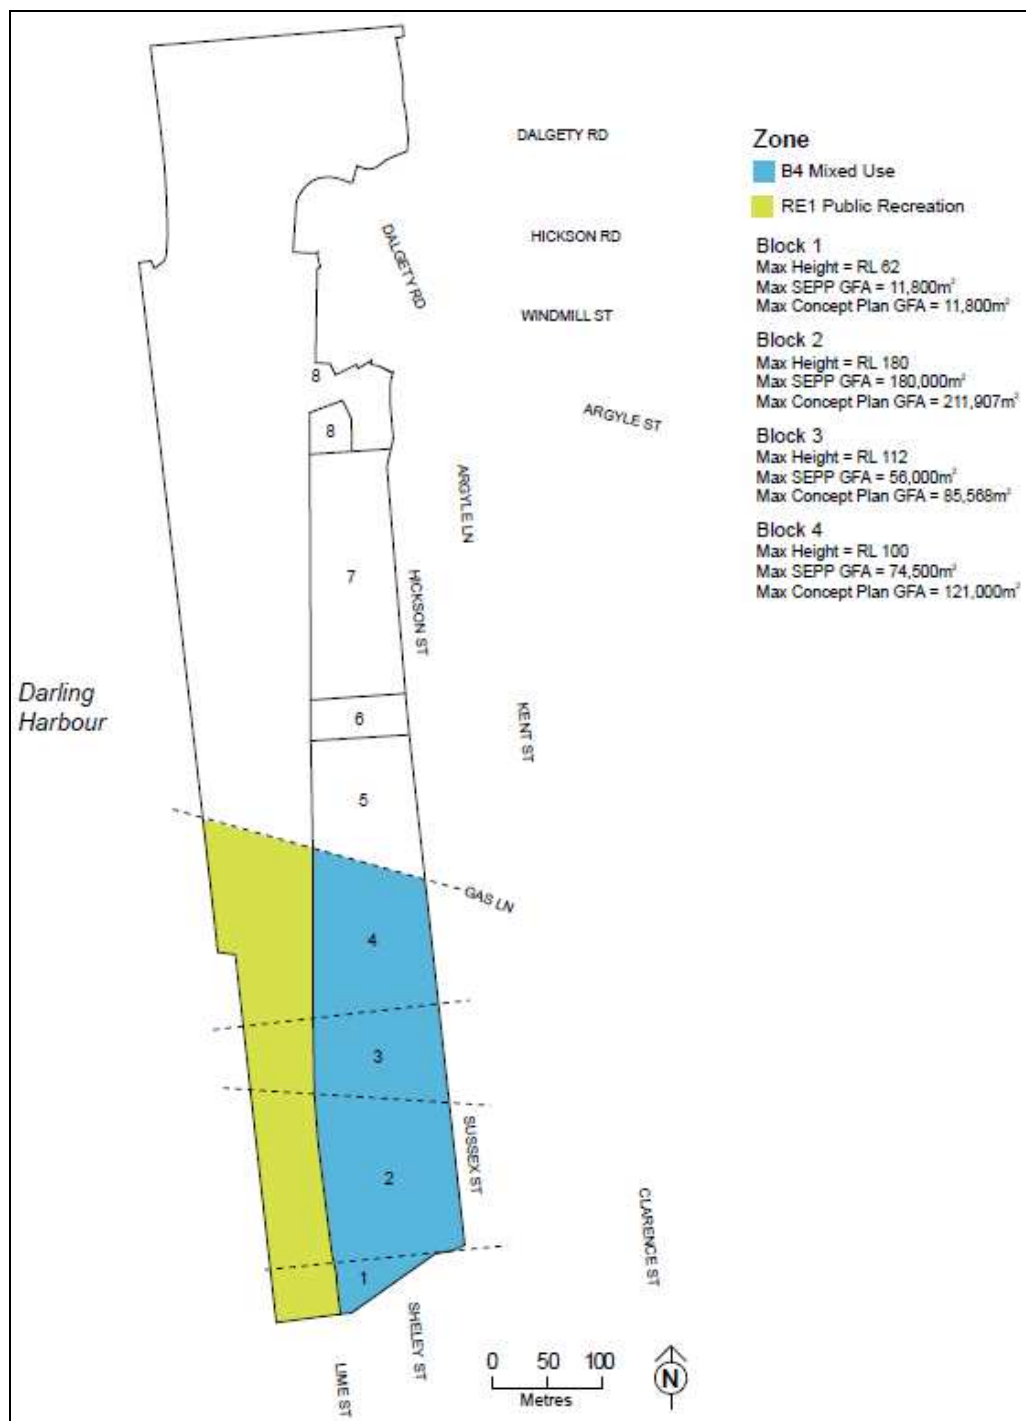 DALGETY RD
HICKSON RD
DALGETY RD
WINDMILL ST
ARGYLE ST
ARGYLE LN
HICKSON ST
KENT ST
GAS LN
SUSSEX ST
CLARENCE ST
SHELEY ST
LIME ST
8
8
7
6
5
4
3
2
1
Darling
Harbour
Zone
B4 Mixed Use
RE1 Public Recreation
Block 1
Max Height = RL 62
Max SEPP GFA = 11,800m²
Max Concept Plan GFA = 11,800m²
Block 2
Max Height = RL 180
Max SEPP GFA = 180,000m²
Max Concept Plan GFA = 211,907m²
Block 3
Max Height = RL 112
Max SEPP GFA = 56,000m²
Max Concept Plan GFA = 85,568m²
Block 4
Max Height = RL 100
Max SEPP GFA = 74,500m²
Max Concept Plan GFA = 121,000m²
0 50 100
Metres
N